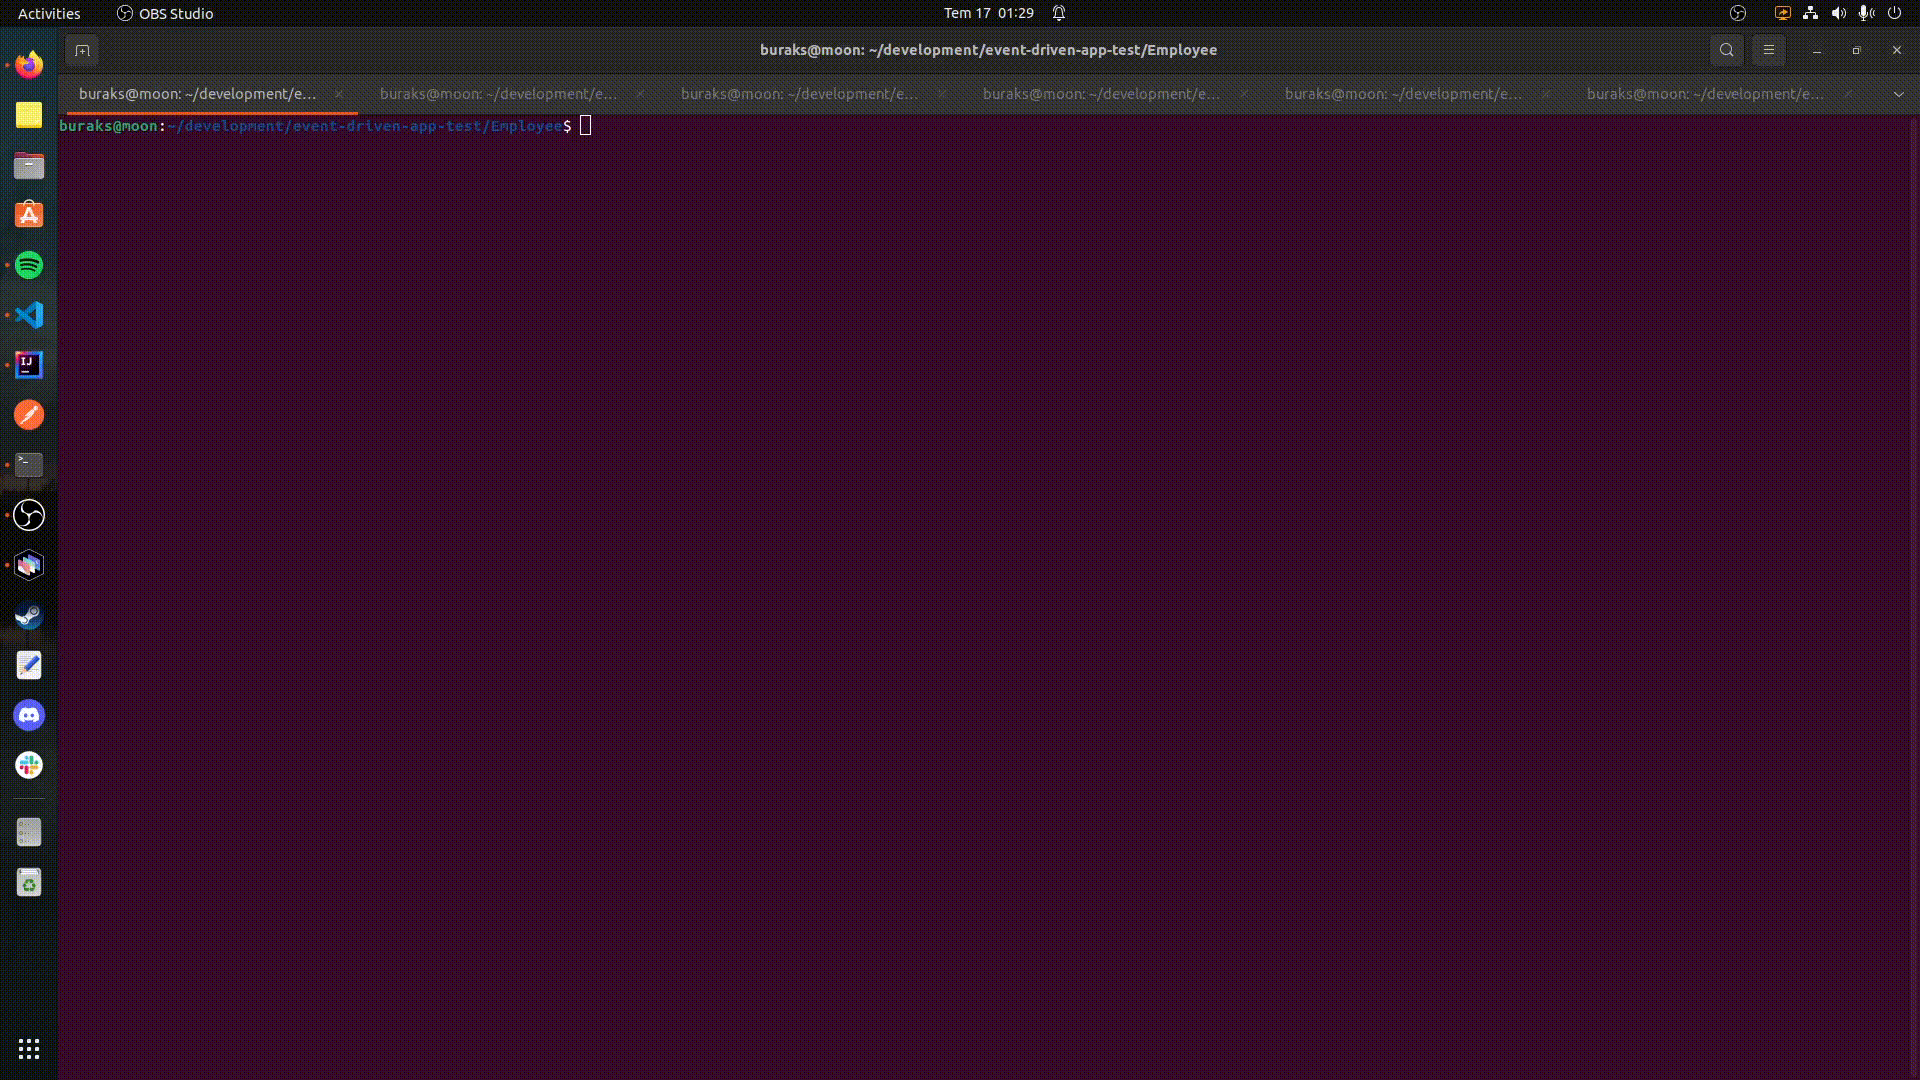 Activities OBS Studio Tem 17 01:29
buraks@moon: ~/development/event-driven-app-test/Employee
buraks@moon: ~/development/e... buraks@moon: ~/development/e... buraks@moon: ~/development/e... buraks@moon: ~/development/e... buraks@moon: ~/development/e... buraks@moon: ~/development/e...
buraks@moon:~/development/event-driven-app-test/Employee$
IJ